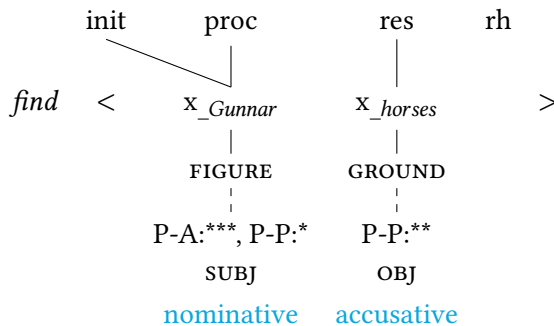 init proc res rh
find < x_Gunnar x_horses >
FIGURE GROUND
P-A:***, P-P:* P-P:**
SUBJ OBJ
nominative accusative